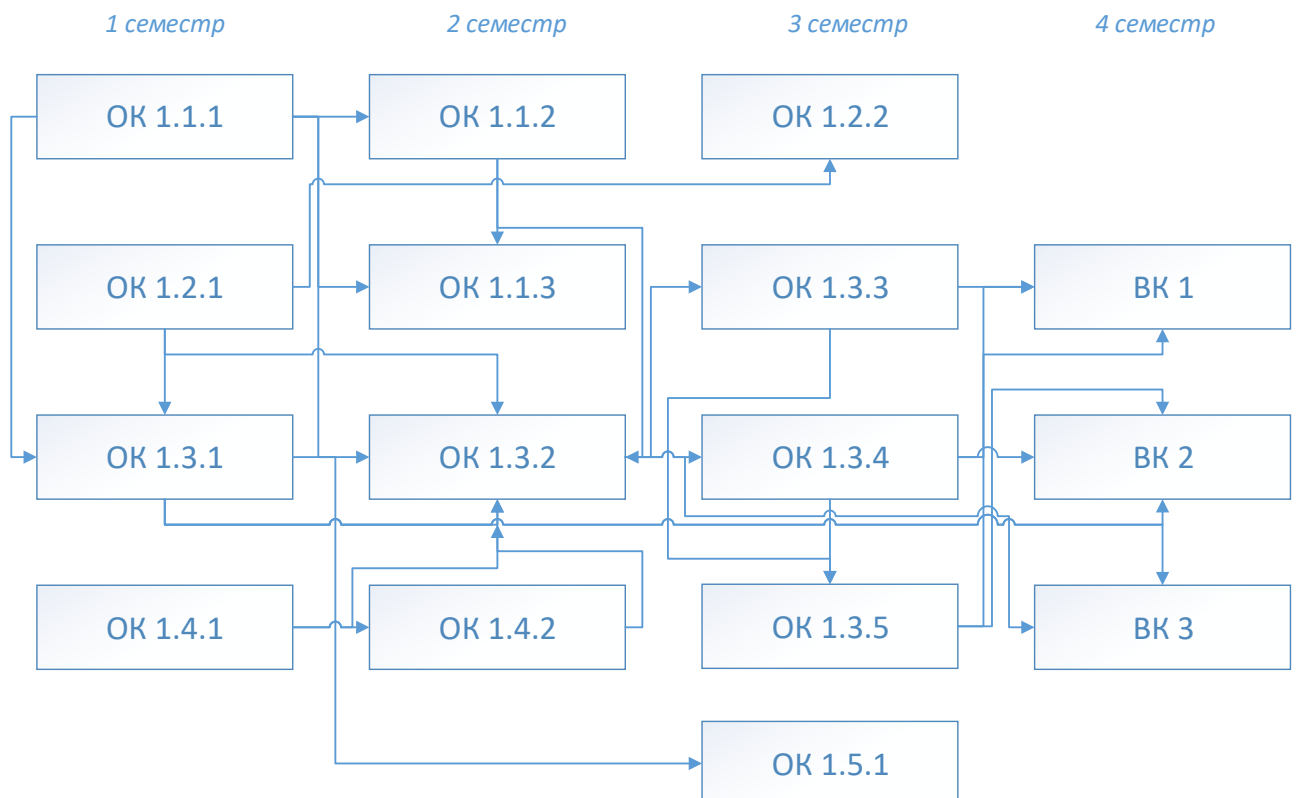 1 семестр 2 семестр 3 семестр 4 семестр
ОК 1.1.1 ОК 1.1.2 ОК 1.2.2
ОК 1.2.1 ОК 1.1.3 ОК 1.3.3 ВК 1
ОК 1.3.1 ОК 1.3.2 ОК 1.3.4 ВК 2
ОК 1.4.1 ОК 1.4.2 ОК 1.3.5 ВК 3
ОК 1.5.1